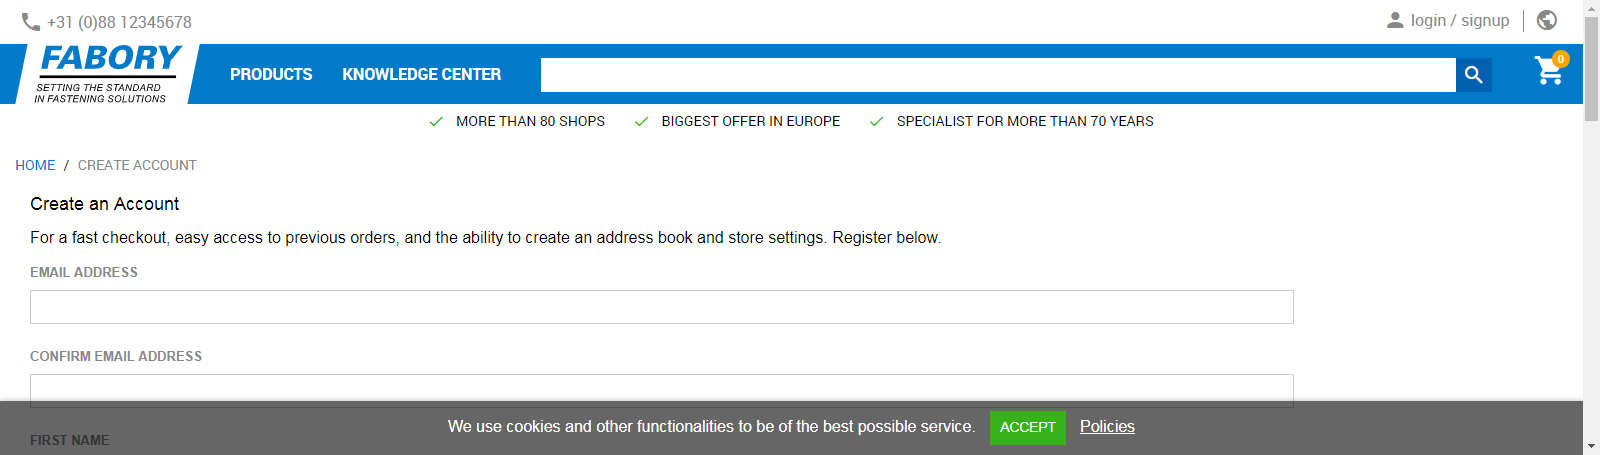 +31 (0)88 12345678
login / signup
FABORY
SETTING THE STANDARD
IN FASTENING SOLUTIONS
PRODUCTS
KNOWLEDGE CENTER
0
MORE THAN 80 SHOPS
BIGGEST OFFER IN EUROPE
SPECIALIST FOR MORE THAN 70 YEARS
HOME / CREATE ACCOUNT
Create an Account
For a fast checkout, easy access to previous orders, and the ability to create an address book and store settings. Register below.
EMAIL ADDRESS
CONFIRM EMAIL ADDRESS
We use cookies and other functionalities to be of the best possible service.
ACCEPT
Policies
FIRST NAME